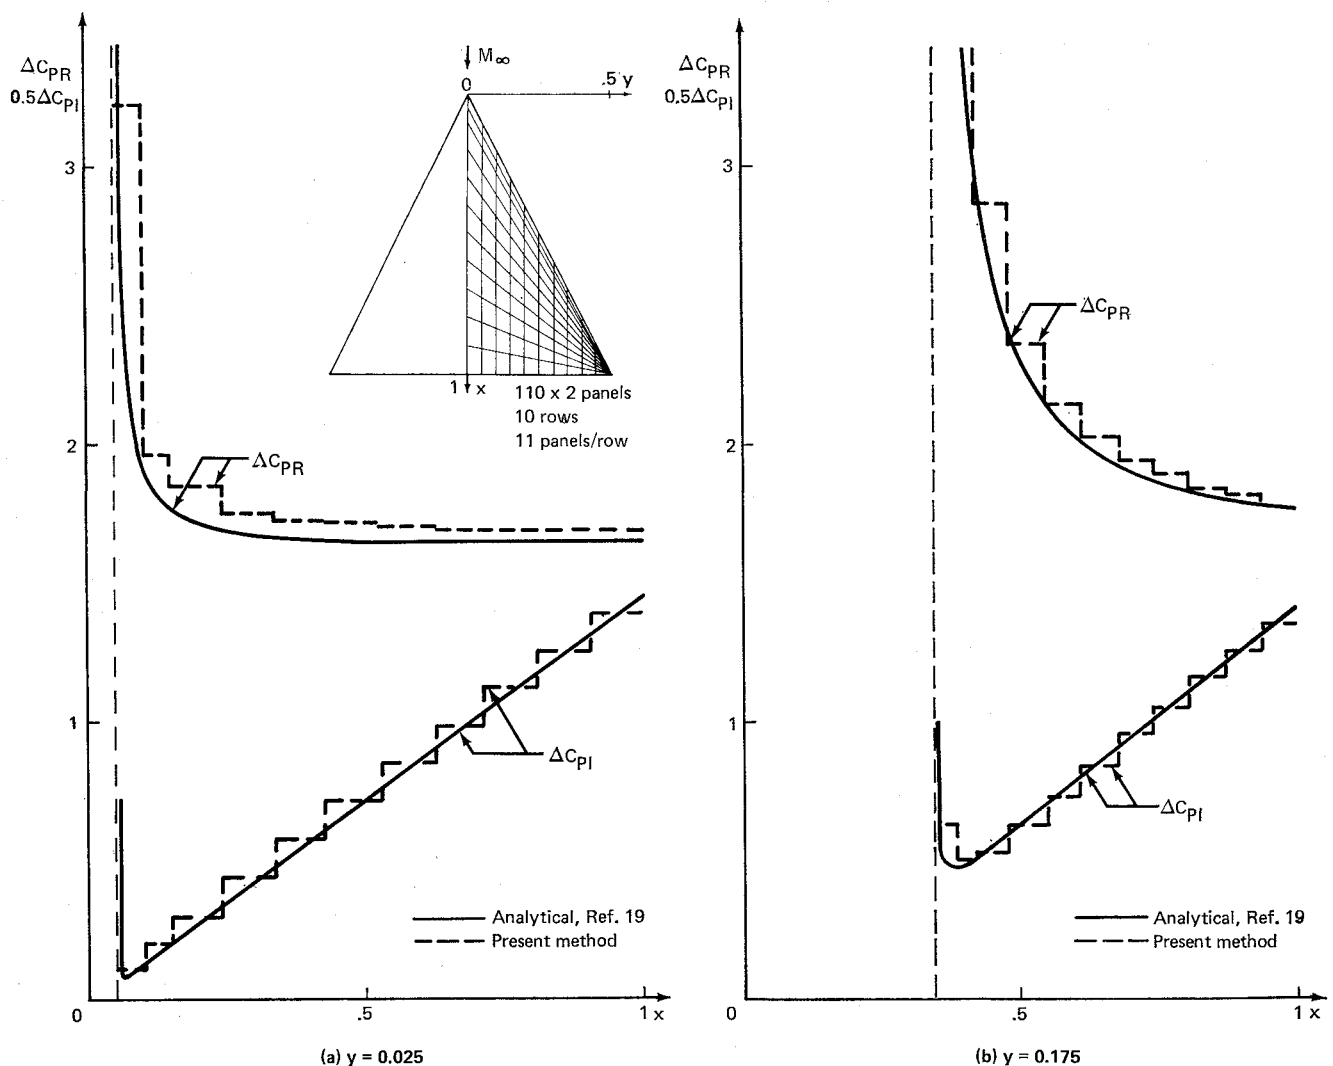 ΔC_PR
0.5ΔC_PI
3
2
1
0
.5
1 x
M∞
0
.5 y
1 x
110 x 2 panels
10 rows
11 panels/row
ΔC_PR
ΔC_PI
Analytical, Ref. 19
Present method
(a) y = 0.025
ΔC_PR
0.5ΔC_PI
3
2
1
0
.5
1 x
ΔC_PR
ΔC_PI
Analytical, Ref. 19
Present method
(b) y = 0.175